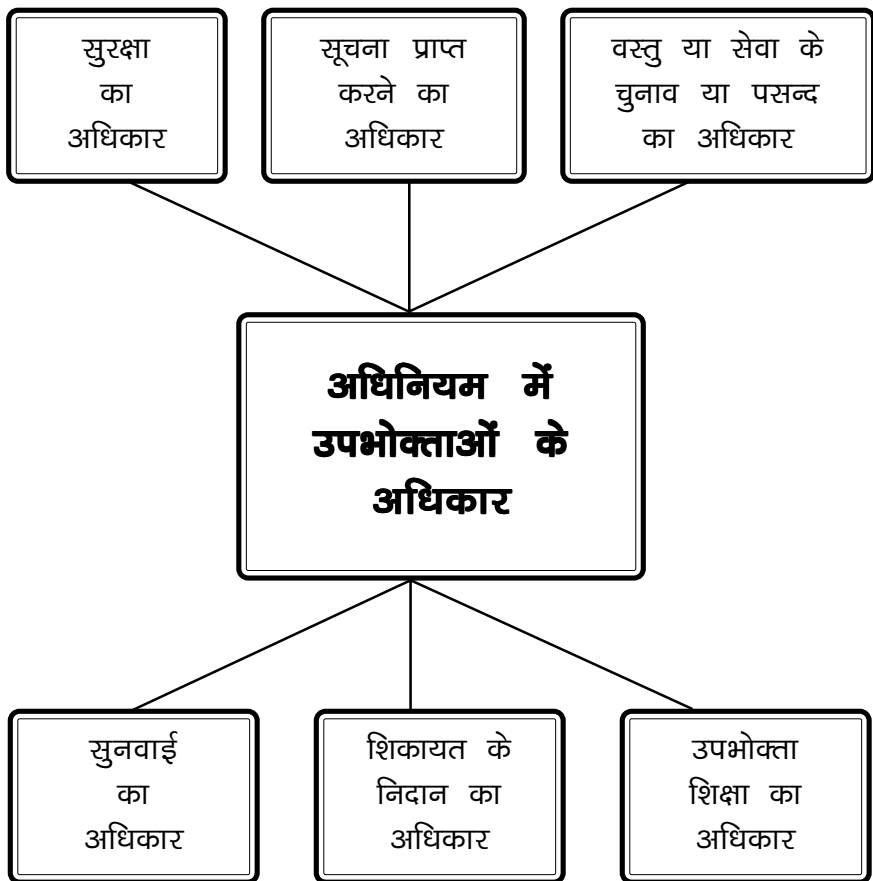 सुरक्षा
का
अधिकार
सूचना प्राप्त
करने का
अधिकार
वस्तु या सेवा के
चुनाव या पसन्द
का अधिकार
अधिनियम में
उपभोक्ताओं के
अधिकार
सुनवाई
का
अधिकार
शिकायत के
निदान का
अधिकार
उपभोक्ता
शिक्षा का
अधिकार